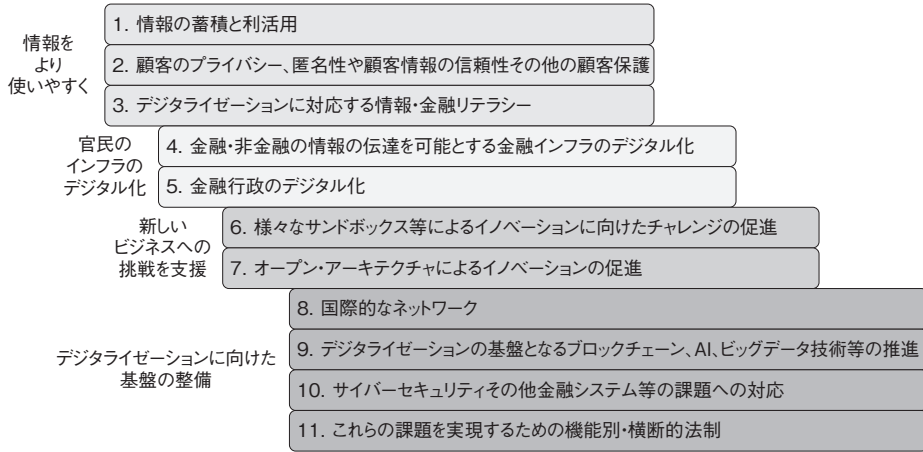 情報を
より
使いやすく
1. 情報の蓄積と利活用
2. 顧客のプライバシー、匿名性や顧客情報の信頼性その他の顧客保護
3. デジタライゼーションに対応する情報・金融リテラシー
官民の
インフラの
デジタル化
4. 金融・非金融の情報の伝達を可能とする金融インフラのデジタル化
5. 金融行政のデジタル化
新しい
ビジネスへの
挑戦を支援
6. 様々なサンドボックス等によるイノベーションに向けたチャレンジの促進
7. オープン・アーキテクチャによるイノベーションの促進
デジタライゼーションに向けた
基盤の整備
8. 国際的なネットワーク
9. デジタライゼーションの基盤となるブロックチェーン、AI、ビッグデータ技術等の推進
10. サイバーセキュリティその他金融システム等の課題への対応
11. これらの課題を実現するための機能別・横断的法制